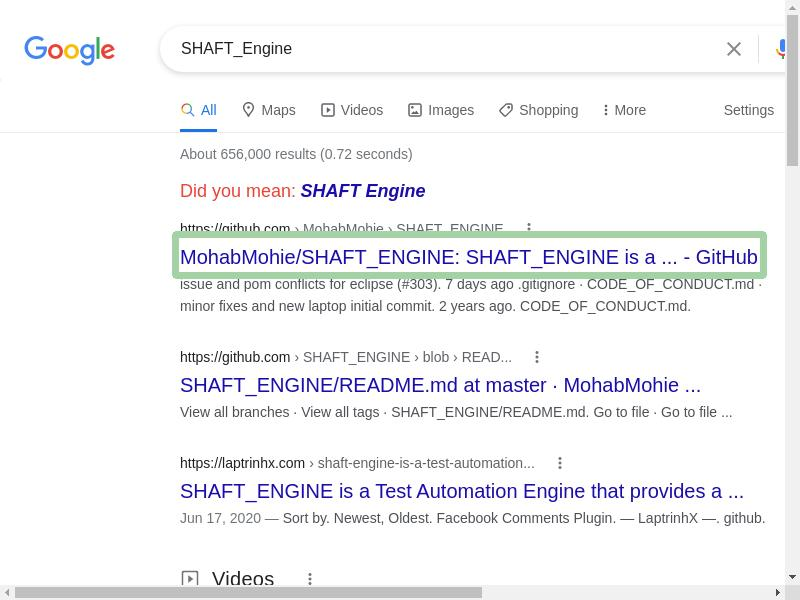 Google
SHAFT_Engine
All Maps Videos Images Shopping More Settings
About 656,000 results (0.72 seconds)
Did you mean: SHAFT Engine
https://github.com › MohabMohie › SHAFT_ENGINE
MohabMohie/SHAFT_ENGINE: SHAFT_ENGINE is a ... - GitHub
issue and pom conflicts for eclipse (#303). 7 days ago .gitignore · CODE_OF_CONDUCT.md ·
minor fixes and new laptop initial commit. 2 years ago. CODE_OF_CONDUCT.md.
https://github.com › SHAFT_ENGINE › blob › READ...
SHAFT_ENGINE/README.md at master · MohabMohie ...
View all branches · View all tags · SHAFT_ENGINE/README.md. Go to file · Go to file ...
https://laptrinhx.com › shaft-engine-is-a-test-automation...
SHAFT_ENGINE is a Test Automation Engine that provides a ...
Jun 17, 2020 — Sort by. Newest, Oldest. Facebook Comments Plugin. — LaptrinhX —. github.
Videos